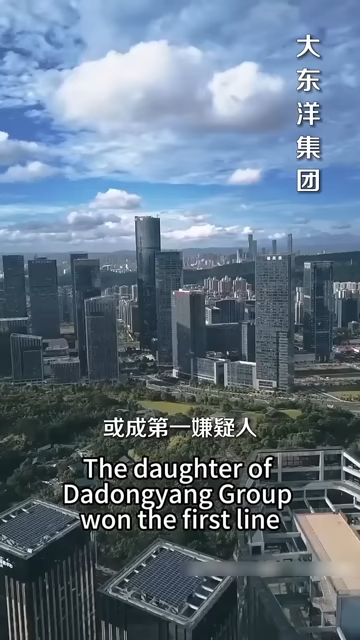 大东洋集团
或成第一嫌疑人
The daughter of
Dadongyang Group
won the first line